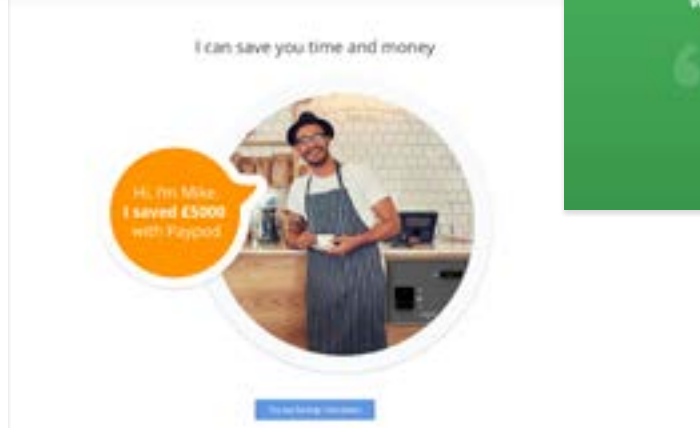 I can save you time and money
Hi, I'm Mike.
I saved £5000
with Paypod